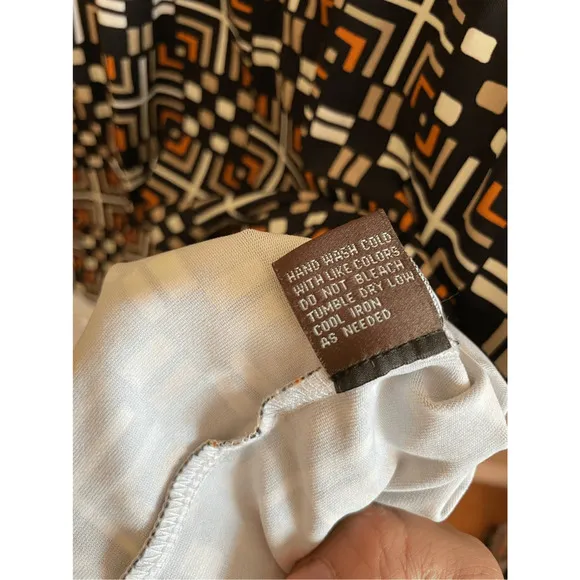 HAND WASH COLD
WITH LIKE COLORS
DO NOT BLEACH
TUMBLE DRY LOW
COOL IRON
AS NEEDED